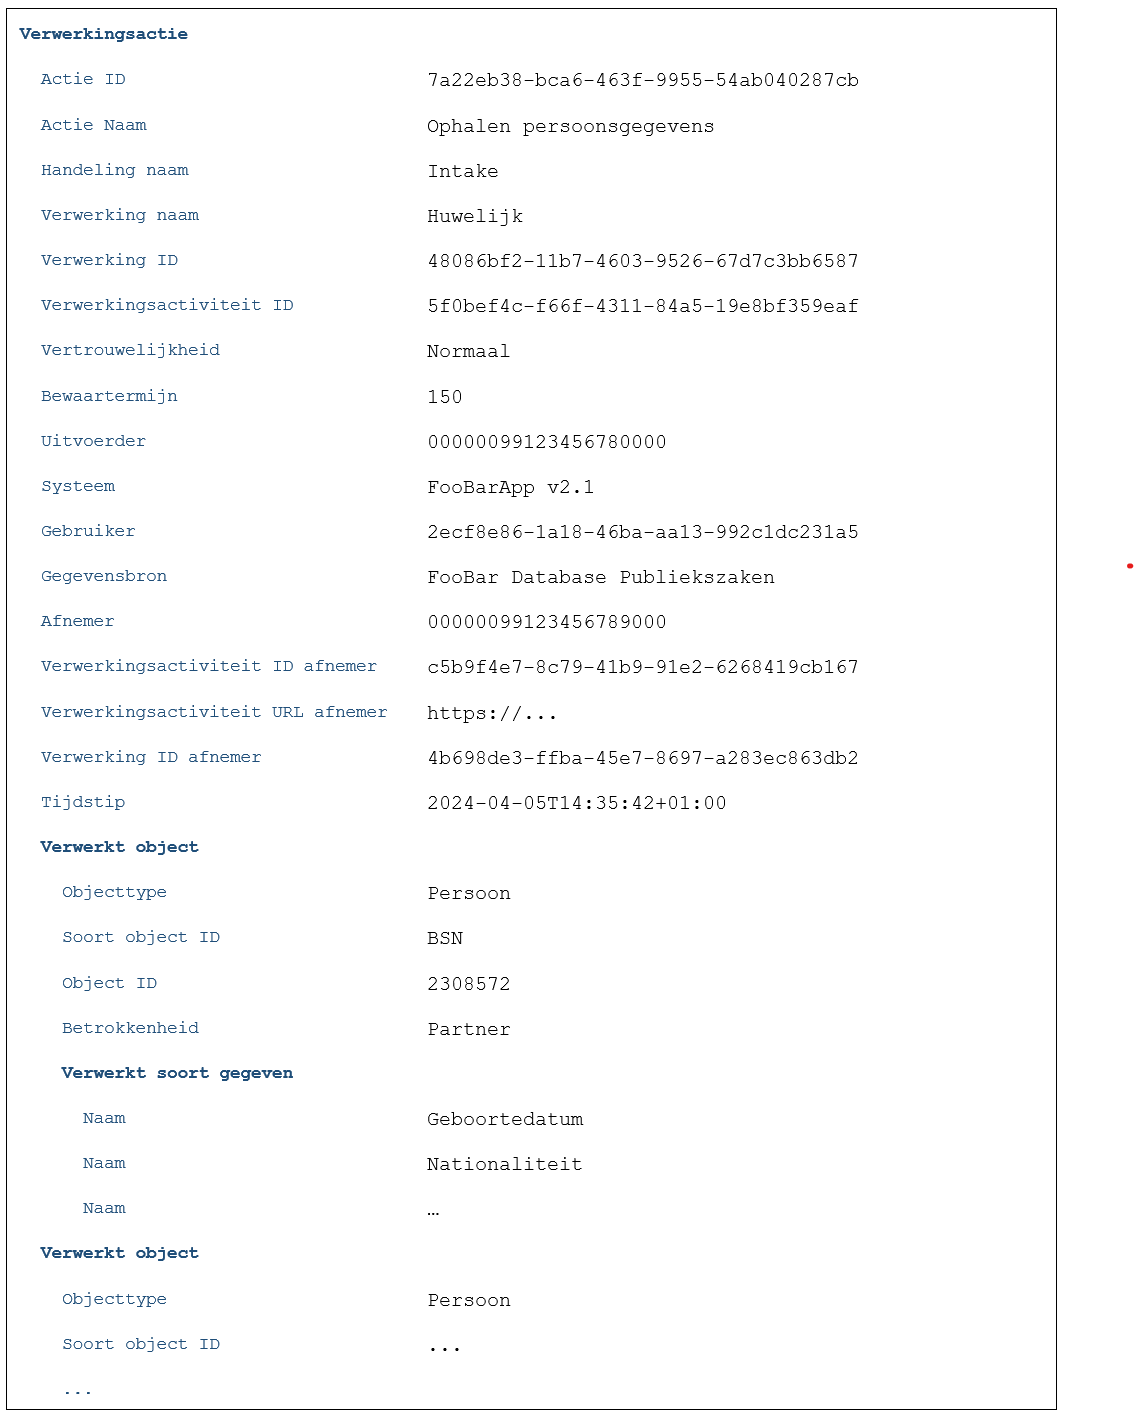 Verwerkingsactie
Actie ID 7a22eb38-bca6-463f-9955-54ab040287cb
Actie Naam Ophalen persoonsgegevens
Handeling naam Intake
Verwerking naam Huwelijk
Verwerking ID 48086bf2-11b7-4603-9526-67d7c3bb6587
Verwerkingsactiviteit ID 5f0bef4c-f66f-4311-84a5-19e8bf359eaf
Vertrouwelijkheid Normaal
Bewaartermijn 150
Uitvoerder 00000099123456780000
Systeem FooBarApp v2.1
Gebruiker 2ecf8e86-1a18-46ba-aa13-992c1dc231a5
Gegevensbron FooBar Database Publiekszaken
Afnemer 00000099123456789000
Verwerkingsactiviteit ID afnemer c5b9f4e7-8c79-41b9-91e2-6268419cb167
Verwerkingsactiviteit URL afnemer https://...
Verwerking ID afnemer 4b698de3-ffba-45e7-8697-a283ec863db2
Tijdstip 2024-04-05T14:35:42+01:00
Verwerkt object
Objecttype Persoon
Soort object ID BSN
Object ID 2308572
Betrokkenheid Partner
Verwerkt soort gegeven
Naam Geboortedatum
Naam Nationaliteit
Naam …
Verwerkt object
Objecttype Persoon
Soort object ID ...
...